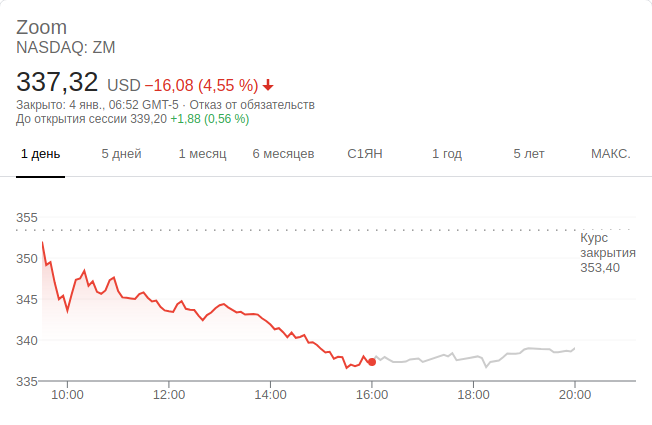 Zoom
NASDAQ: ZM
337,32 USD −16,08 (4,55 %)
Закрыто: 4 янв., 06:52 GMT-5 · Отказ от обязательств
До открытия сессии 339,20 +1,88 (0,56 %)
1 день 5 дней 1 месяц 6 месяцев С1ЯН 1 год 5 лет МАКС.
355
Курс
закрытия
353,40
350
345
340
335
10:00 12:00 14:00 16:00 18:00 20:00